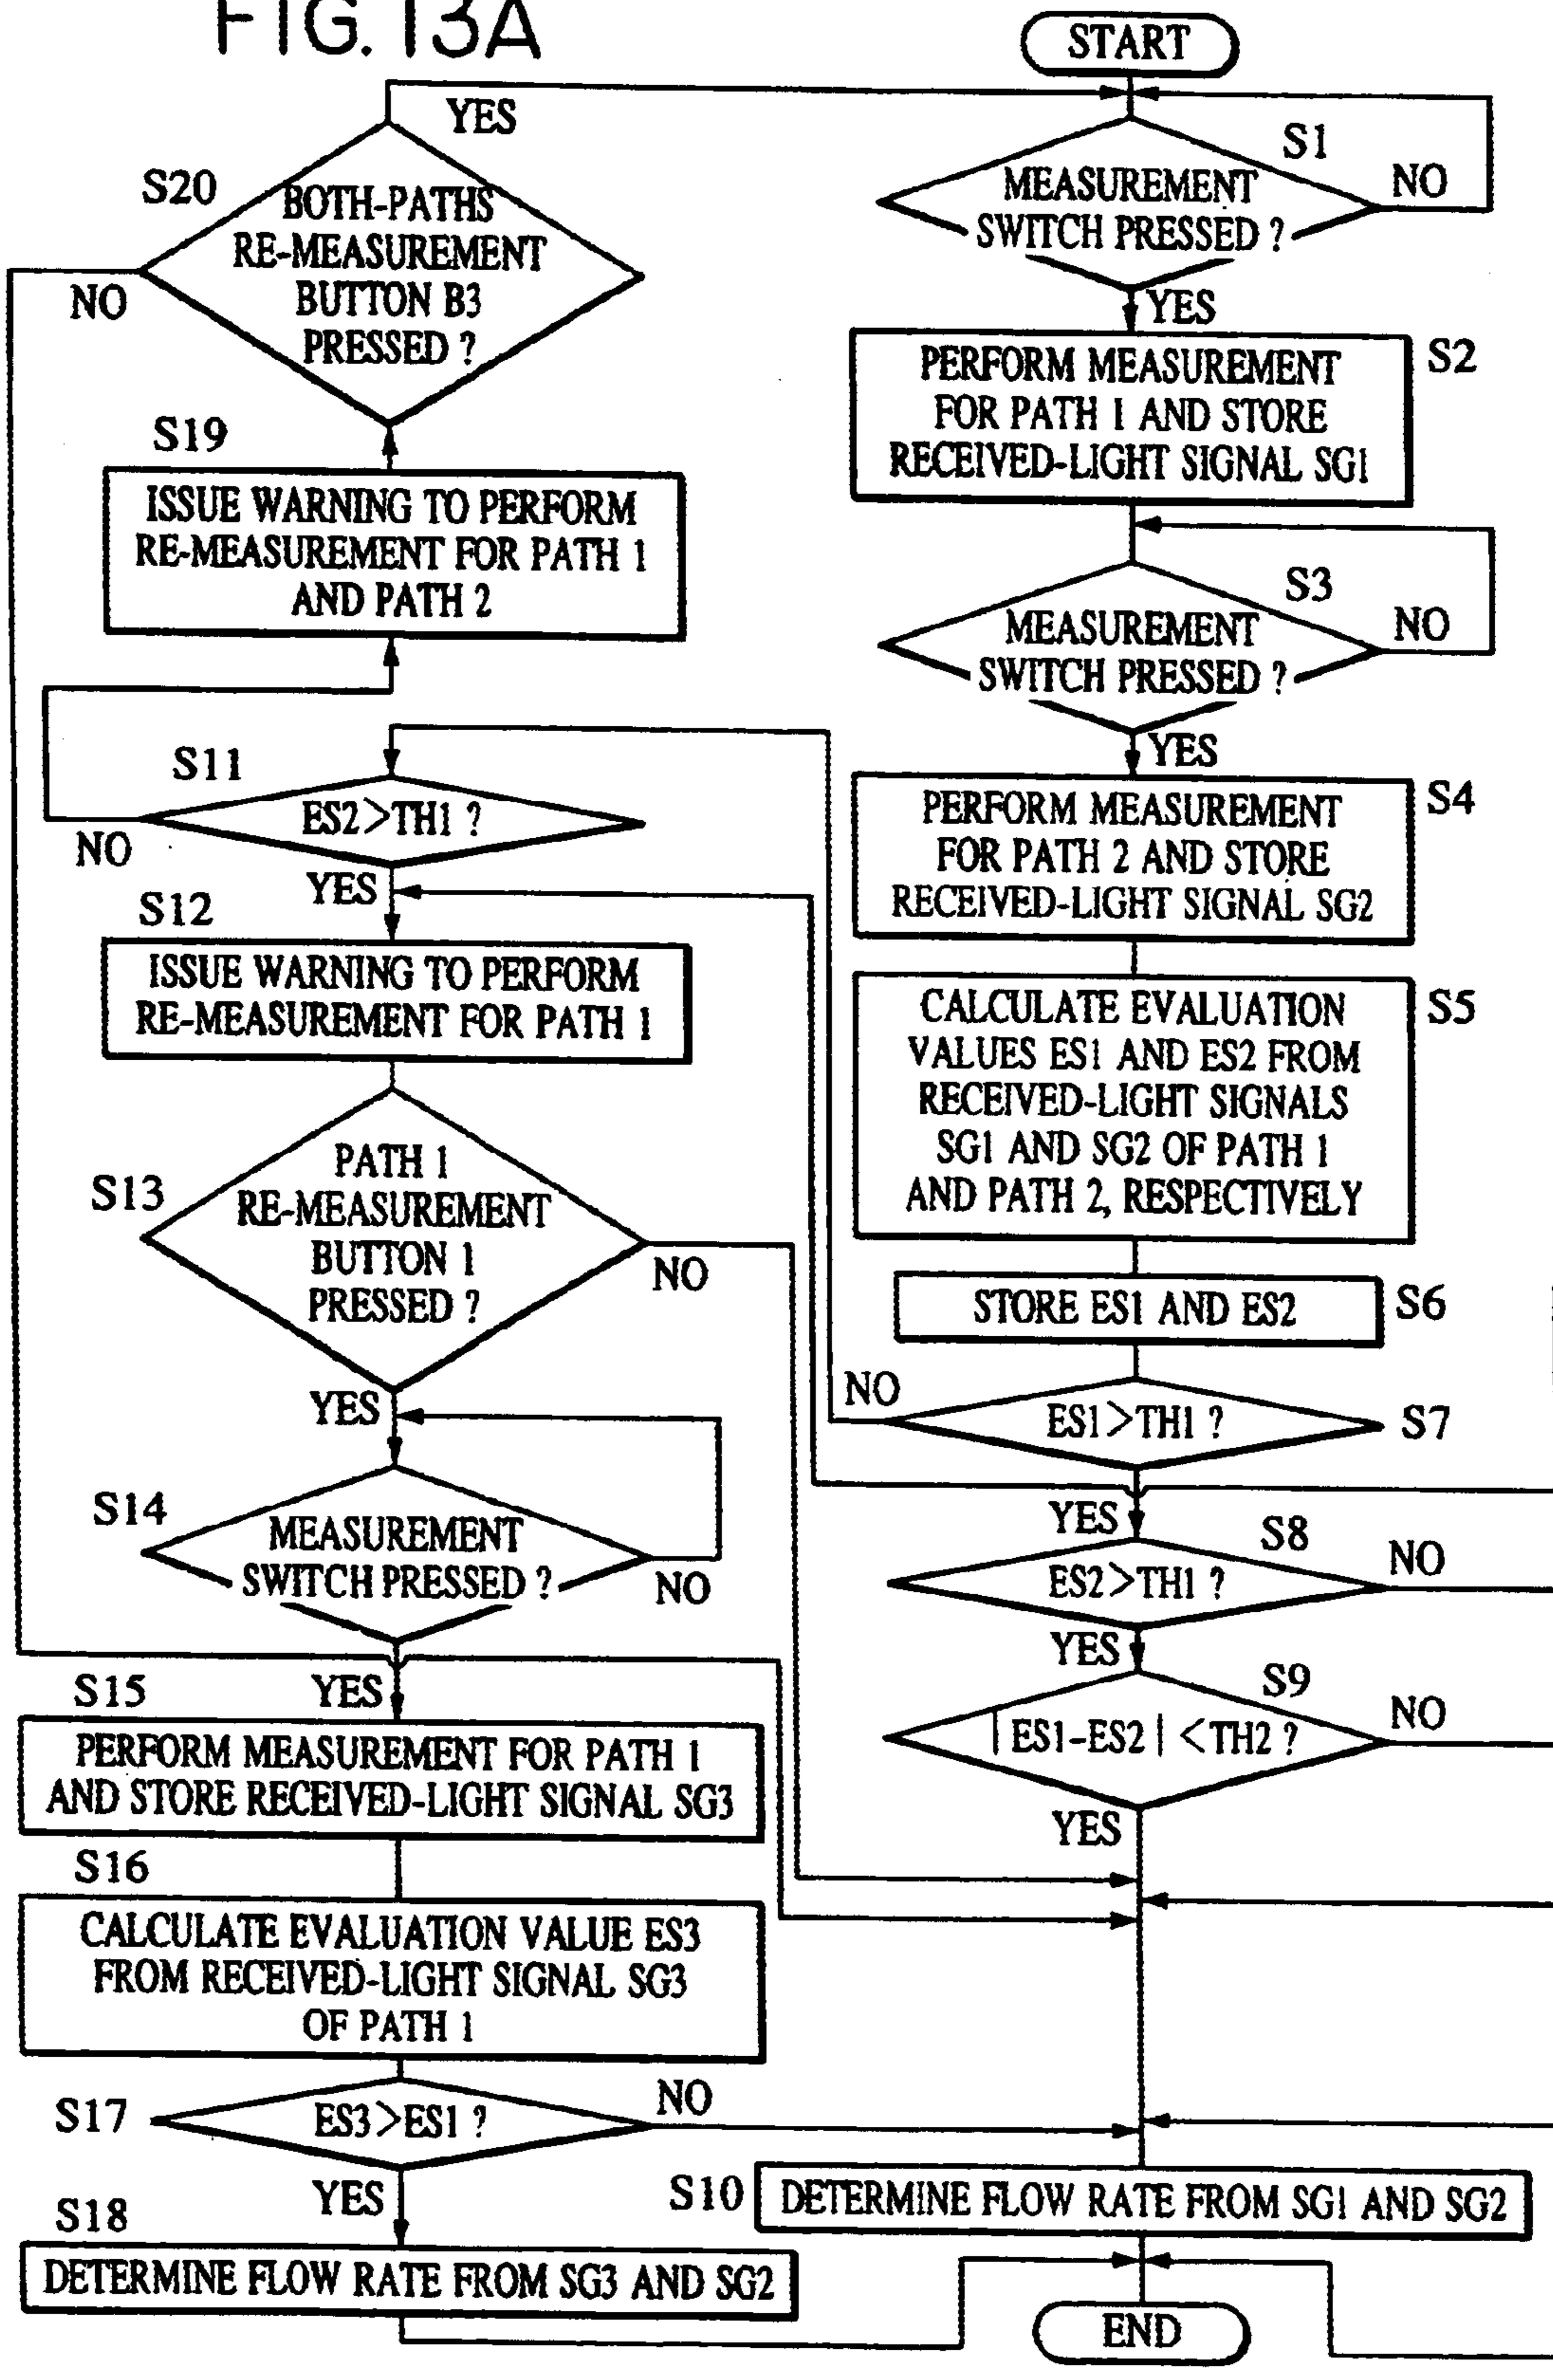 FIG. 13A
START
S1
MEASUREMENT
SWITCH PRESSED ?
NO
YES
S2
PERFORM MEASUREMENT
FOR PATH 1 AND STORE
RECEIVED-LIGHT SIGNAL SG1
S3
MEASUREMENT
SWITCH PRESSED ?
NO
YES
S4
PERFORM MEASUREMENT
FOR PATH 2 AND STORE
RECEIVED-LIGHT SIGNAL SG2
S5
CALCULATE EVALUATION
VALUES ES1 AND ES2 FROM
RECEIVED-LIGHT SIGNALS
SG1 AND SG2 OF PATH 1
AND PATH 2, RESPECTIVELY
S6
STORE ES1 AND ES2
NO
ES1>TH1 ?
S7
YES
S8
ES2>TH1 ?
NO
YES
S9
|ES1-ES2| <TH2 ?
NO
YES
S10
DETERMINE FLOW RATE FROM SG1 AND SG2
END
YES
S20
BOTH-PATHS
RE-MEASUREMENT
BUTTON B3
PRESSED ?
NO
S19
ISSUE WARNING TO PERFORM
RE-MEASUREMENT FOR PATH 1
AND PATH 2
S11
ES2>TH1 ?
NO
YES
S12
ISSUE WARNING TO PERFORM
RE-MEASUREMENT FOR PATH 1
S13
PATH 1
RE-MEASUREMENT
BUTTON 1
PRESSED ?
NO
YES
S14
MEASUREMENT
SWITCH PRESSED ?
NO
YES
S15
PERFORM MEASUREMENT FOR PATH 1
AND STORE RECEIVED-LIGHT SIGNAL SG3
S16
CALCULATE EVALUATION VALUE ES3
FROM RECEIVED-LIGHT SIGNAL SG3
OF PATH 1
S17
ES3>ES1 ?
NO
YES
S18
DETERMINE FLOW RATE FROM SG3 AND SG2